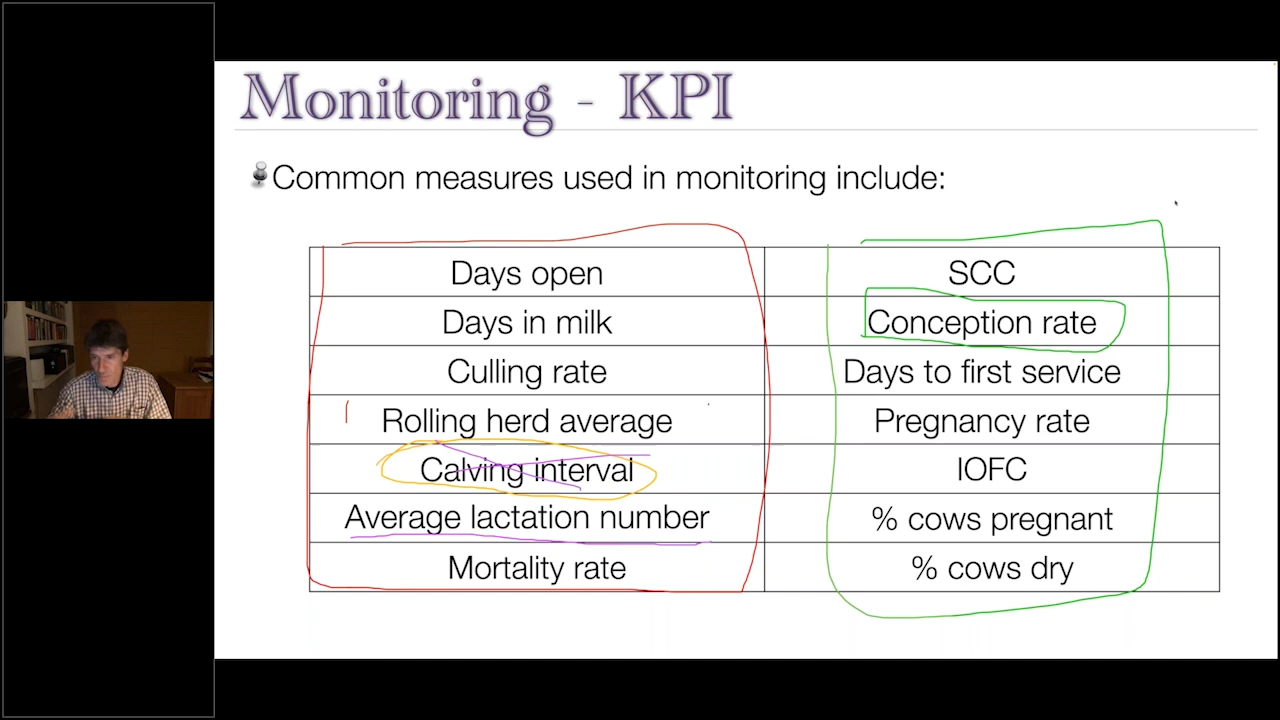 Monitoring - KPI
Common measures used in monitoring include:
Days open
SCC
Days in milk
Conception rate
Culling rate
Days to first service
Rolling herd average
Pregnancy rate
Calving interval
IOFC
Average lactation number
% cows pregnant
Mortality rate
% cows dry